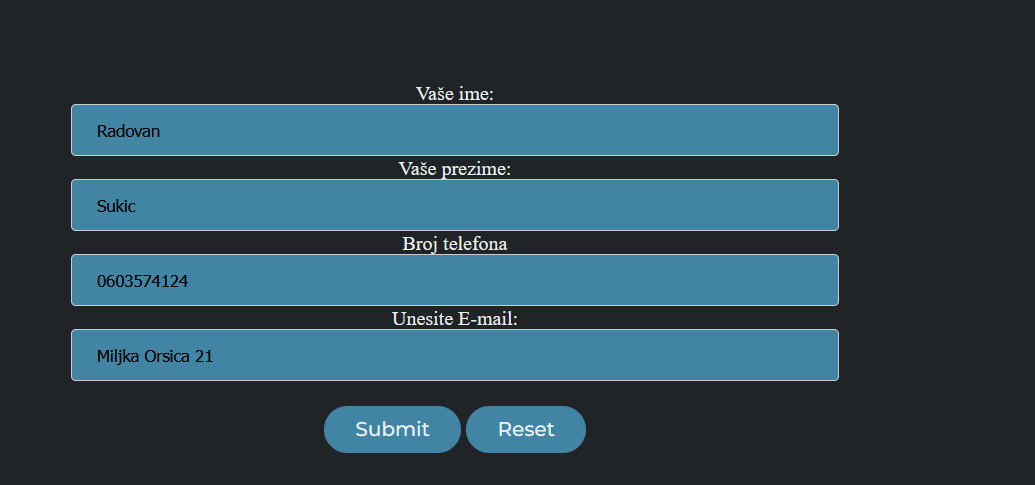 Vaše ime:
Radovan
Vaše prezime:
Sukic
Broj telefona
0603574124
Unesite E-mail:
Miljka Orsica 21
Submit Reset